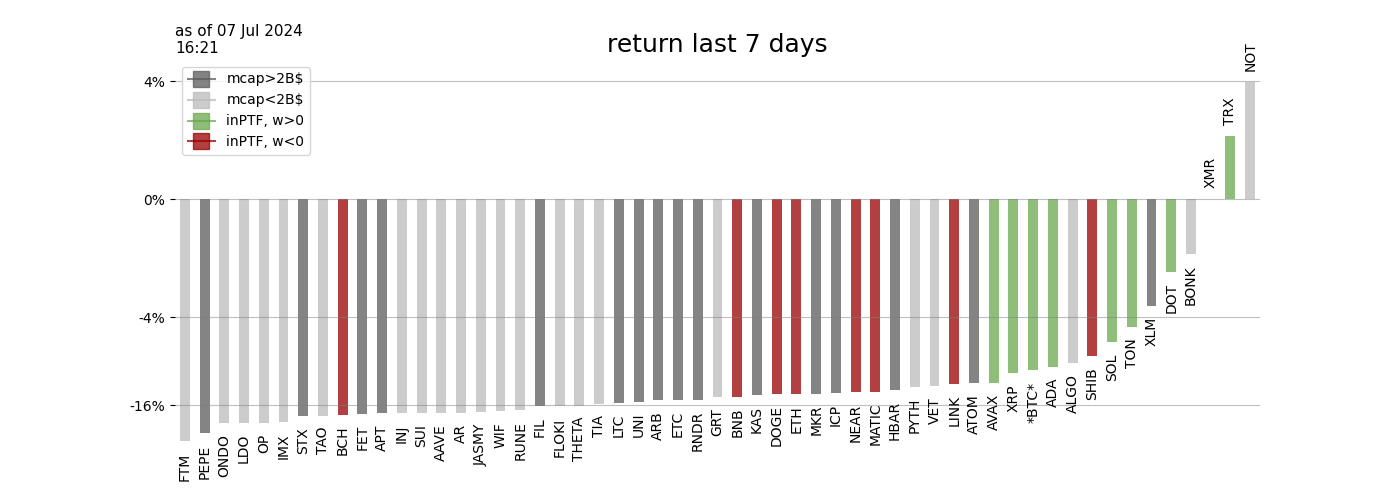 as of 07 Jul 2024
16:21
return last 7 days
mcap>2B$
mcap<2B$
inPTF, w>0
inPTF, w<0
4%
0%
-4%
-16%
FTM
PEPE
ONDO
LDO
OP
IMX
STX
TAO
BCH
FET
APT
INJ
SUI
AAVE
AR
JASMY
WIF
RUNE
FIL
FLOKI
THETA
TIA
LTC
UNI
ARB
ETC
RNDR
GRT
BNB
KAS
DOGE
ETH
MKR
ICP
NEAR
MATIC
HBAR
PYTH
VET
LINK
ATOM
AVAX
XRP
*BTC*
ADA
ALGO
SHIB
SOL
TON
XLM
DOT
BONK
XMR
TRX
NOT